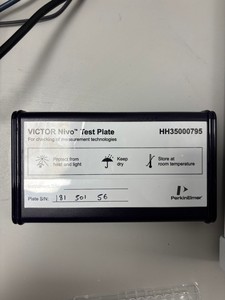 VICTOR Nivo™ Test Plate
HH35000795
For checking of measurement technologies
Protect from
heat and light
Keep
dry
Store at
room temperature
Plate S/N:
181 501 56
PerkinElmer